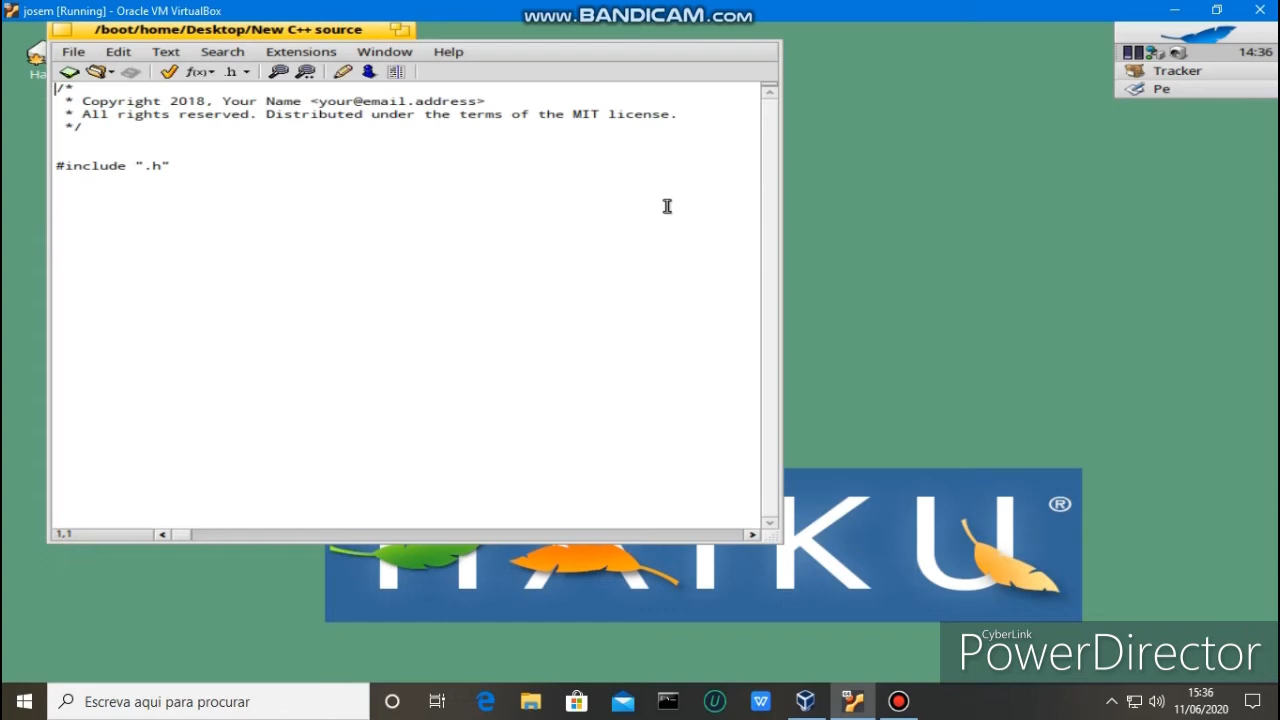 josem [Running] - Oracle VM VirtualBox
www.BANDICAM.com
/boot/home/Desktop/New C++ source
File Edit Text Search Extensions Window Help
f(x) .h
/*
* Copyright 2018, Your Name <your@email.address>
* All rights reserved. Distributed under the terms of the MIT license.
*/
#include ".h"
1,1
Ha
14:36
Tracker
Pe
HAIKU®
CyberLink
PowerDirector
Escreva aqui para procurar
15:36
11/06/2020